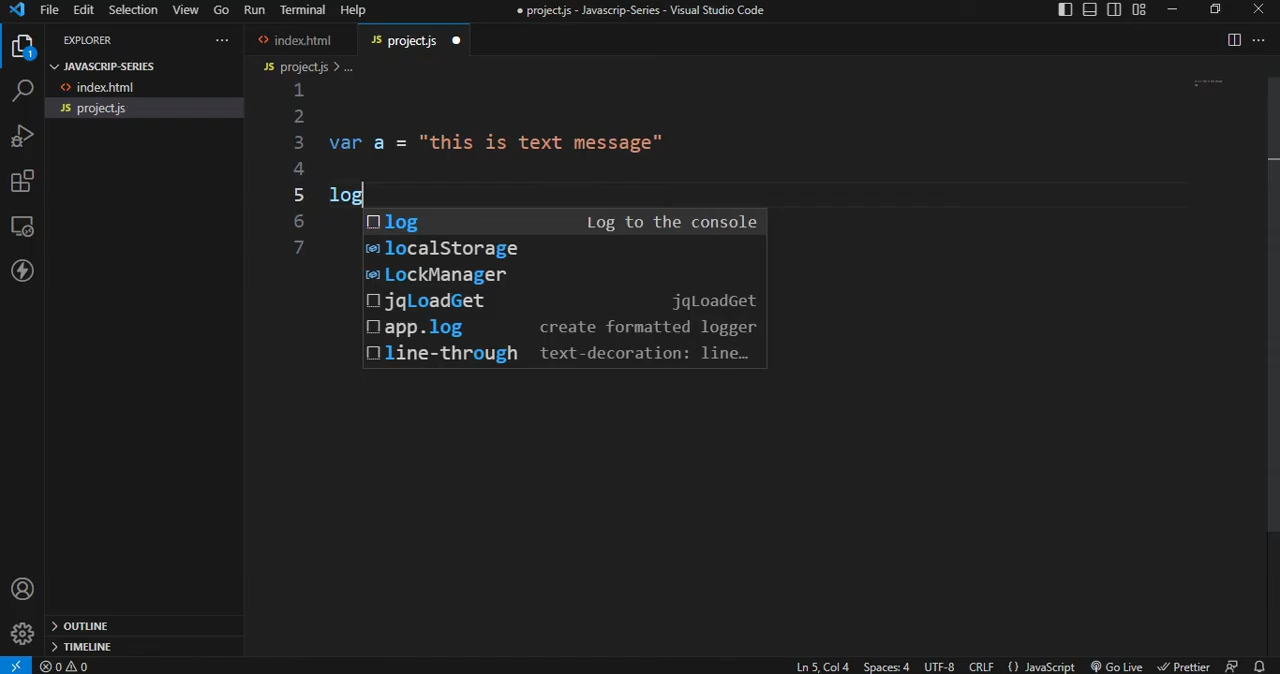 File Edit Selection View Go Run Terminal Help ● project.js - Javascrip-Series - Visual Studio Code
EXPLORER ...
index.html
JS project.js ●
JAVASCRIP-SERIES
JS project.js > ...
index.html
JS project.js
1
2
3 var a = "this is text message"
4
5 log
6
7
log Log to the console
localStorage
LockManager
jqLoadGet jqLoadGet
app.log create formatted logger
line-through text-decoration: line…
1
OUTLINE
TIMELINE
0 0 Ln 5, Col 4 Spaces: 4 UTF-8 CRLF {} JavaScript Go Live Prettier